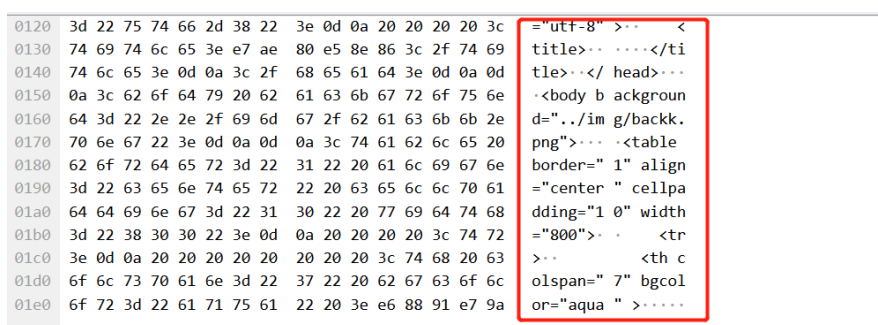 0120 3d 22 75 74 66 2d 38 22 3e 0d 0a 20 20 20 20 3c ="utf-8" >·· <
0130 74 69 74 6c 65 3e e7 ae 80 e5 8e 86 3c 2f 74 69 title>·· ····</ti
0140 74 6c 65 3e 0d 0a 3c 2f 68 65 61 64 3e 0d 0a 0d tle>··</ head>···
0150 0a 3c 62 6f 64 79 20 62 61 63 6b 67 72 6f 75 6e ·<body b ackgroun
0160 64 3d 22 2e 2e 2f 69 6d 67 2f 62 61 63 6b 6b 2e d="../im g/backk.
0170 70 6e 67 22 3e 0d 0a 0d 0a 3c 74 61 62 6c 65 20 png">··· ·<table
0180 62 6f 72 64 65 72 3d 22 31 22 20 61 6c 69 67 6e border=" 1" align
0190 3d 22 63 65 6e 74 65 72 22 20 63 65 6c 6c 70 61 ="center " cellpa
01a0 64 64 69 6e 67 3d 22 31 30 22 20 77 69 64 74 68 dding="1 0" width
01b0 3d 22 38 30 30 22 3e 0d 0a 20 20 20 20 3c 74 72 ="800">· · <tr
01c0 3e 0d 0a 20 20 20 20 20 20 20 20 3c 74 68 20 63 >·· <th c
01d0 6f 6c 73 70 61 6e 3d 22 37 22 20 62 67 63 6f 6c olspan=" 7" bgcol
01e0 6f 72 3d 22 61 71 75 61 22 20 3e e6 88 91 e7 9a or="aqua " >·····